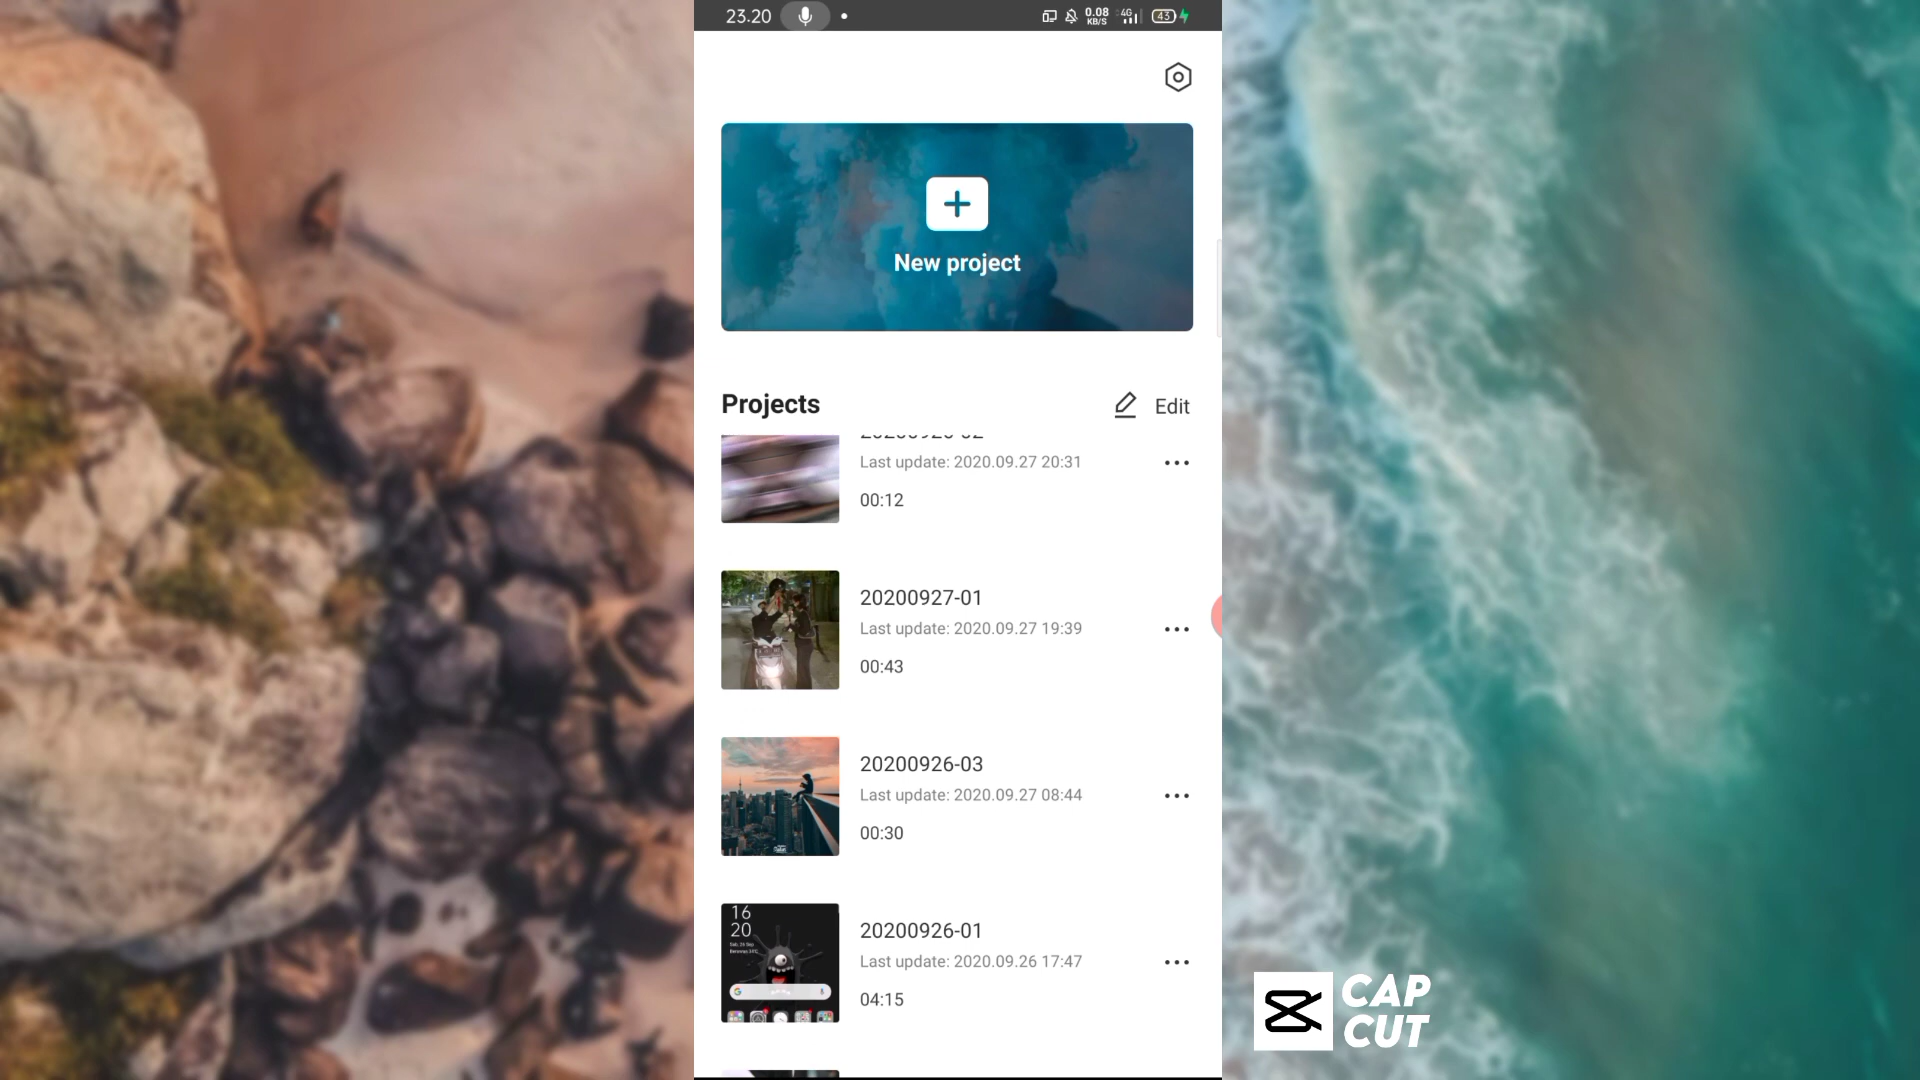 23.20
0.08
KB/S
4G
43
New project
Projects
Edit
Last update: 2020.09.27 20:31
00:12
20200927-01
Last update: 2020.09.27 19:39
00:43
20200926-03
Last update: 2020.09.27 08:44
00:30
16
20
20200926-01
Last update: 2020.09.26 17:47
04:15
CAP
CUT